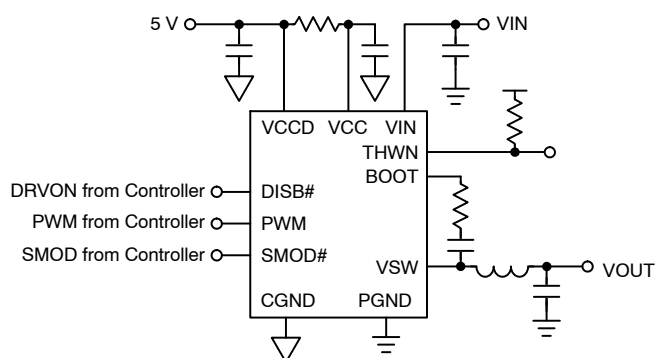 5 V
VIN
VCCD VCC VIN
THWN
BOOT
DRVON from Controller DISB#
PWM from Controller PWM
SMOD from Controller SMOD#
VSW
VOUT
CGND PGND